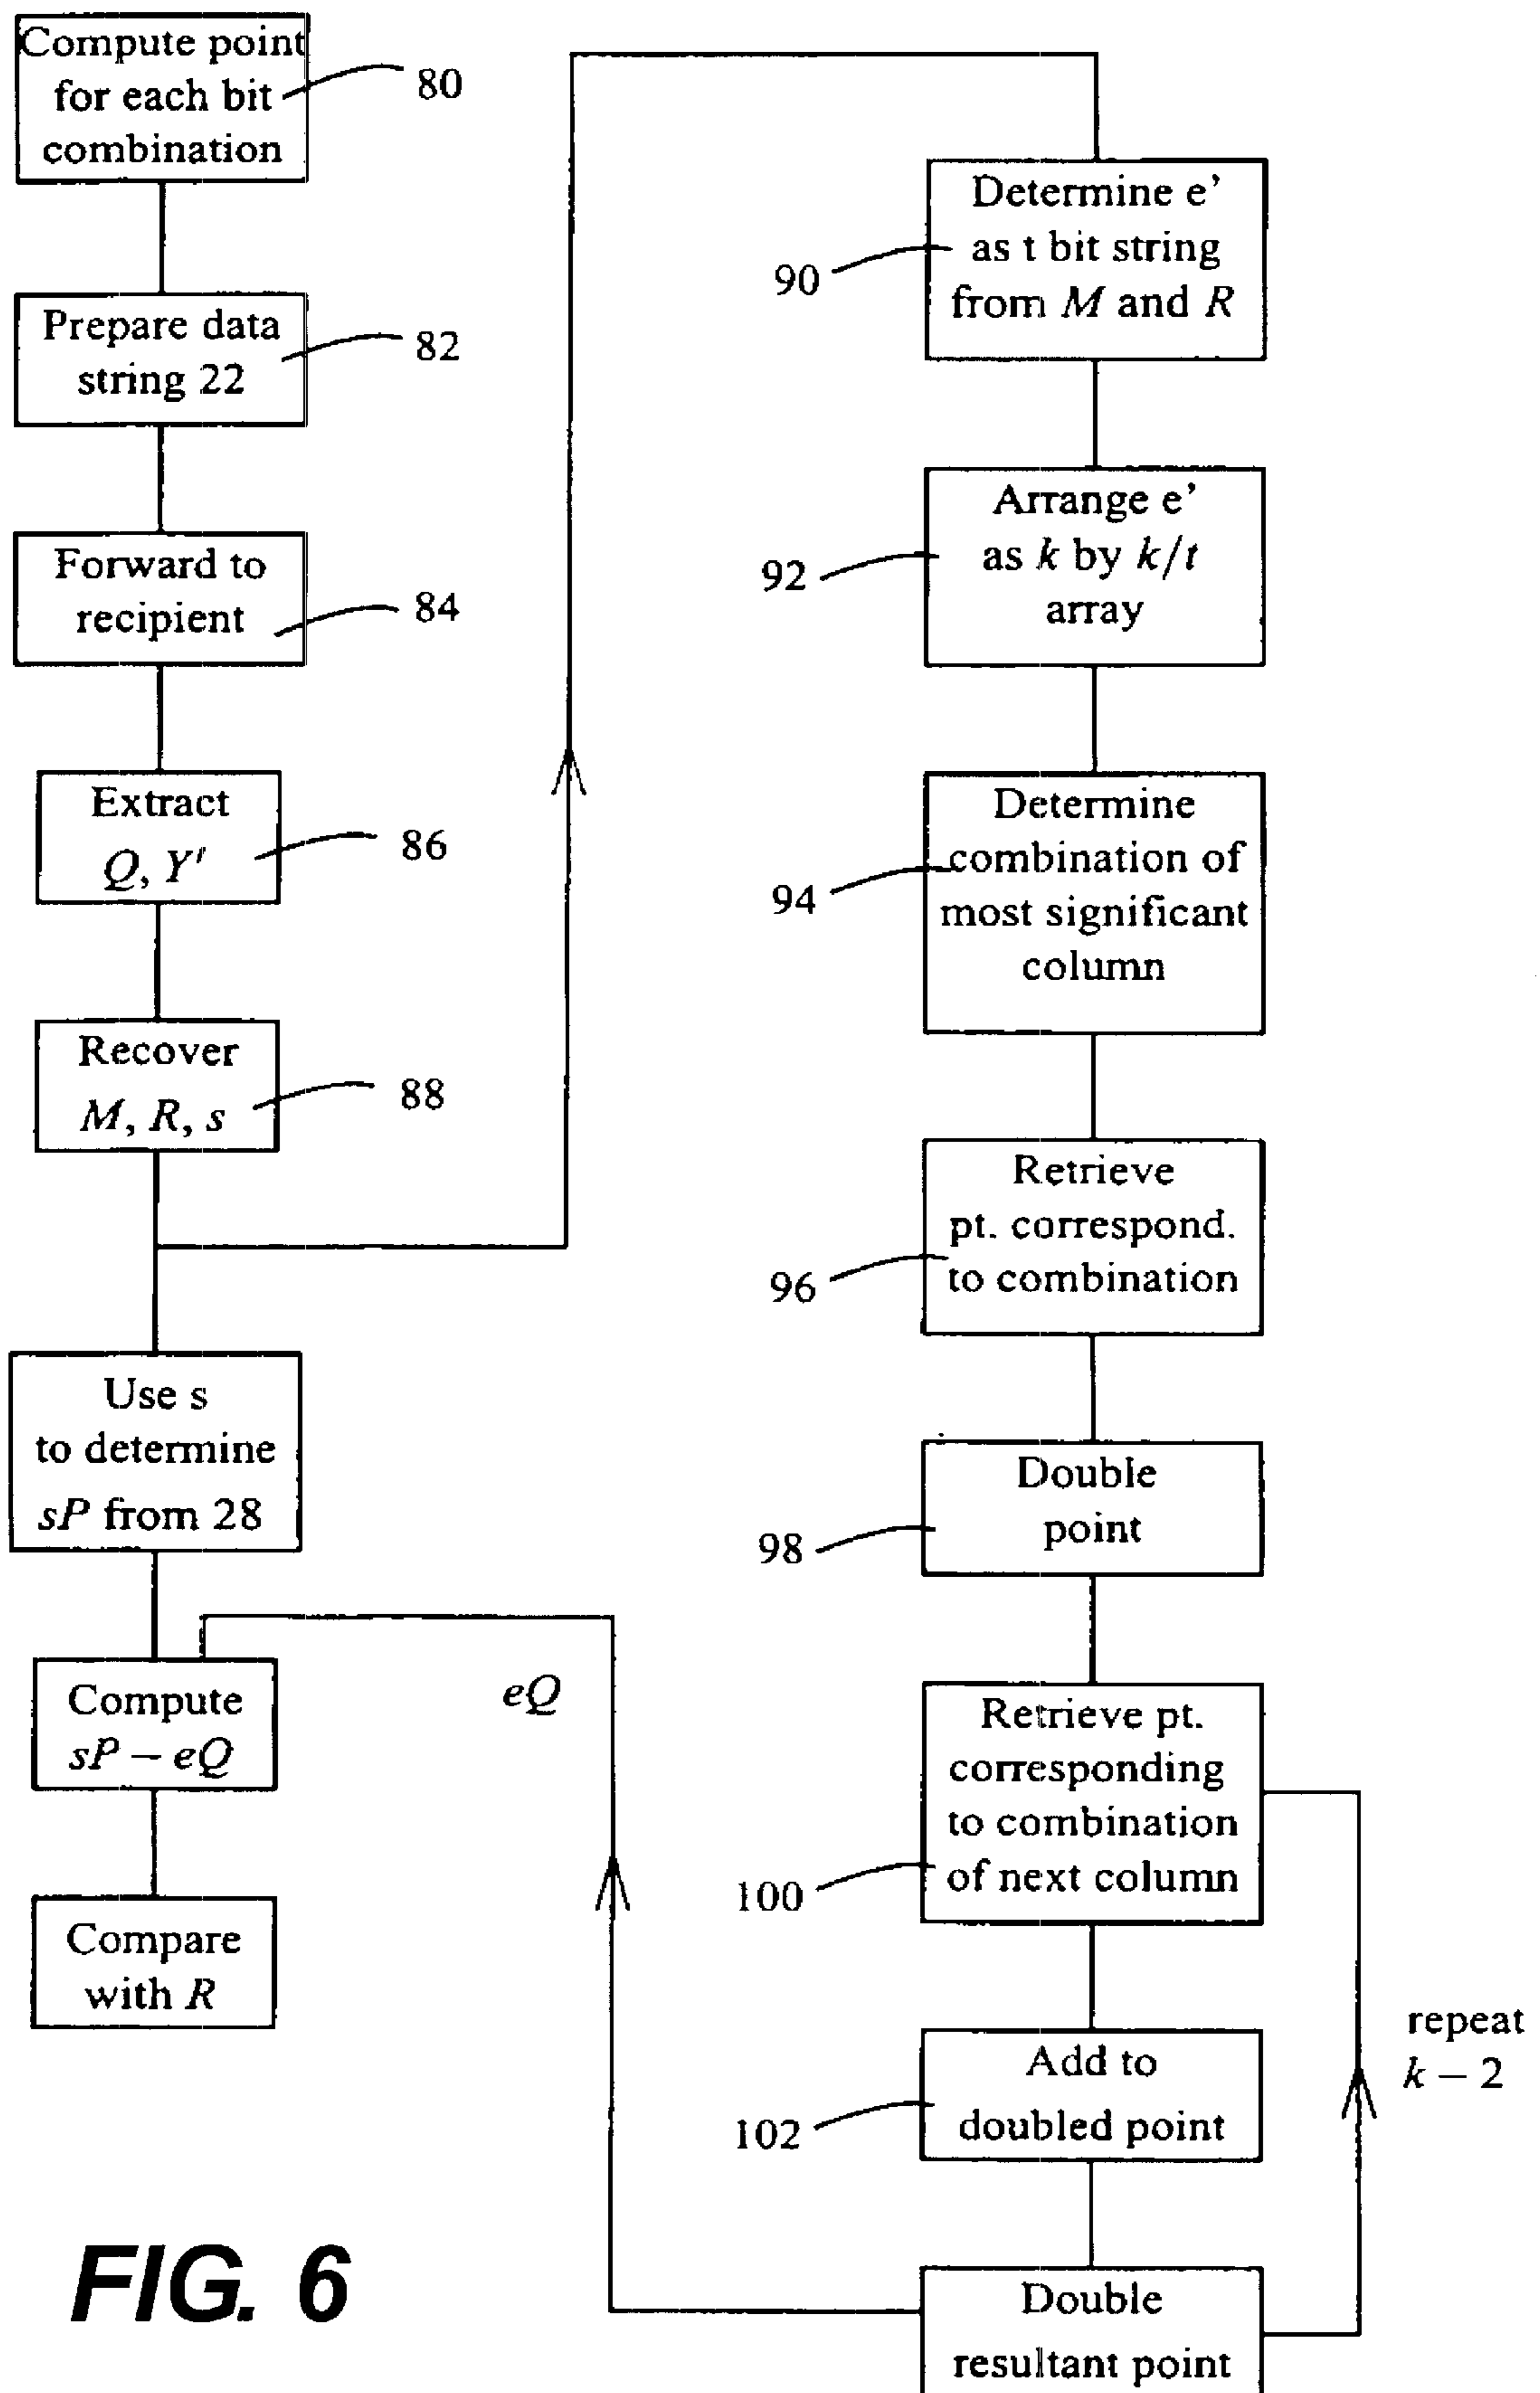 Compute point
for each bit
combination
80
Prepare data
string 22
82
Forward to
recipient
84
Extract
Q, Y'
86
Recover
M, R, s
88
Use s
to determine
sP from 28
Compute
sP – eQ
Compare
with R
eQ
Determine e'
as t bit string
from M and R
90
Arrange e'
as k by k/t
array
92
Determine
combination of
most significant
column
94
Retrieve
pt. correspond.
to combination
96
Double
point
98
Retrieve pt.
corresponding
to combination
of next column
100
Add to
doubled point
102
Double
resultant point
repeat
k – 2
FIG. 6